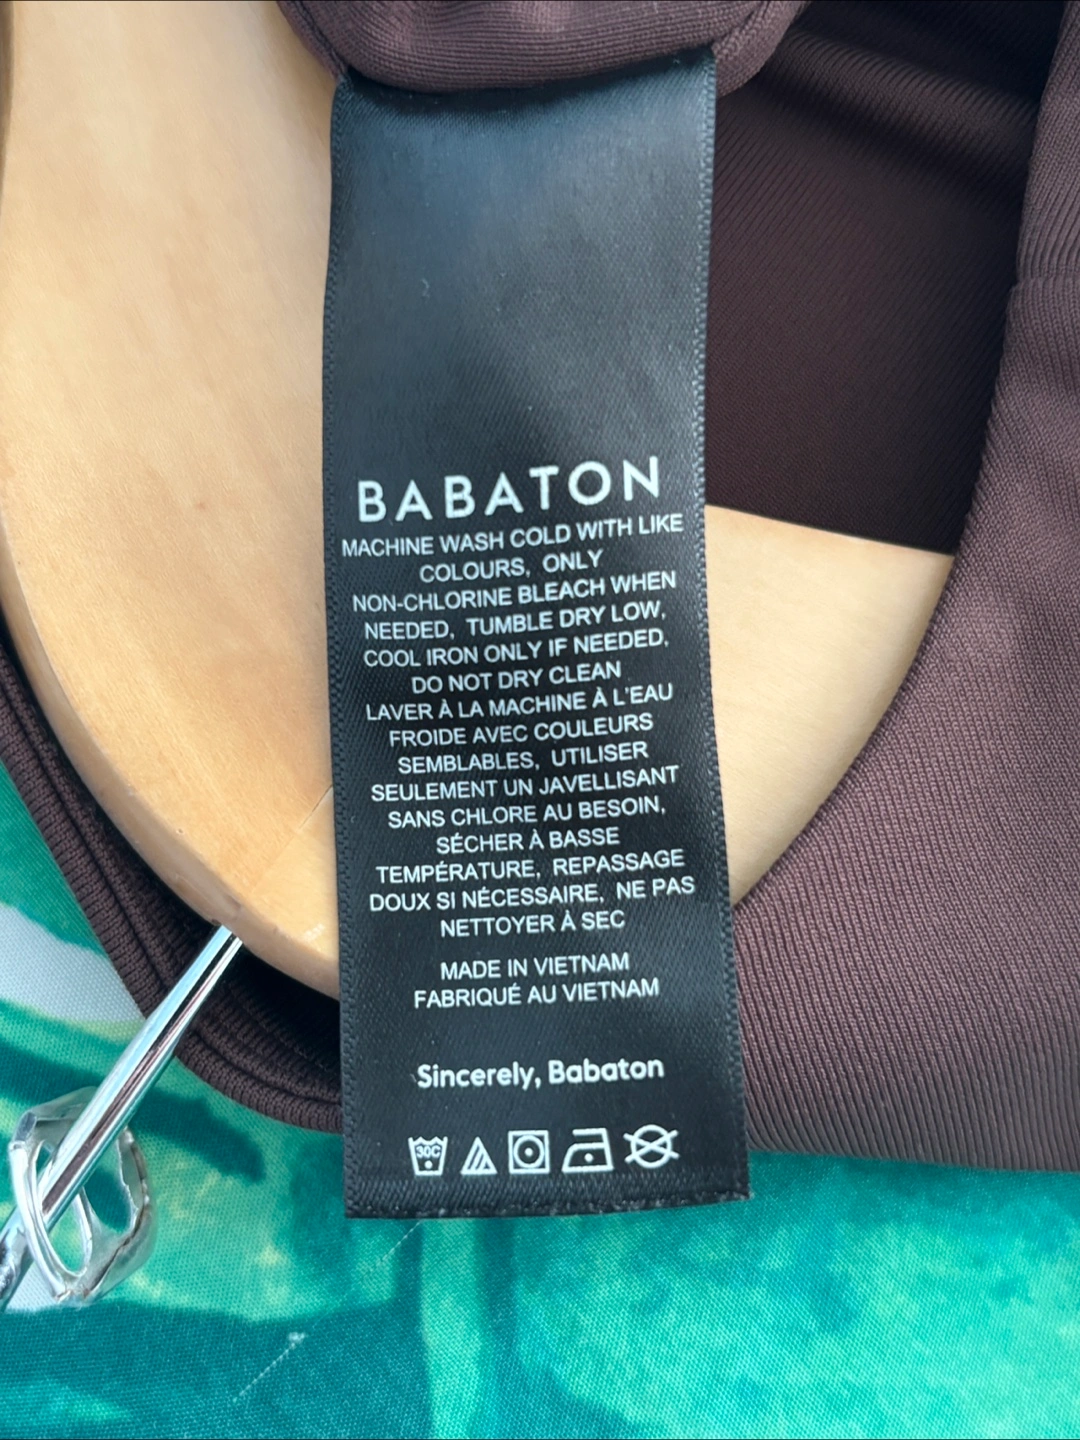 BABATON
MACHINE WASH COLD WITH LIKE
COLOURS, ONLY
NON-CHLORINE BLEACH WHEN
NEEDED, TUMBLE DRY LOW,
COOL IRON ONLY IF NEEDED,
DO NOT DRY CLEAN
LAVER À LA MACHINE À L'EAU
FROIDE AVEC COULEURS
SEMBLABLES, UTILISER
SEULEMENT UN JAVELLISANT
SANS CHLORE AU BESOIN,
SÉCHER À BASSE
TEMPÉRATURE, REPASSAGE
DOUX SI NÉCESSAIRE, NE PAS
NETTOYER À SEC
MADE IN VIETNAM
FABRIQUÉ AU VIETNAM
Sincerely, Babaton
30C